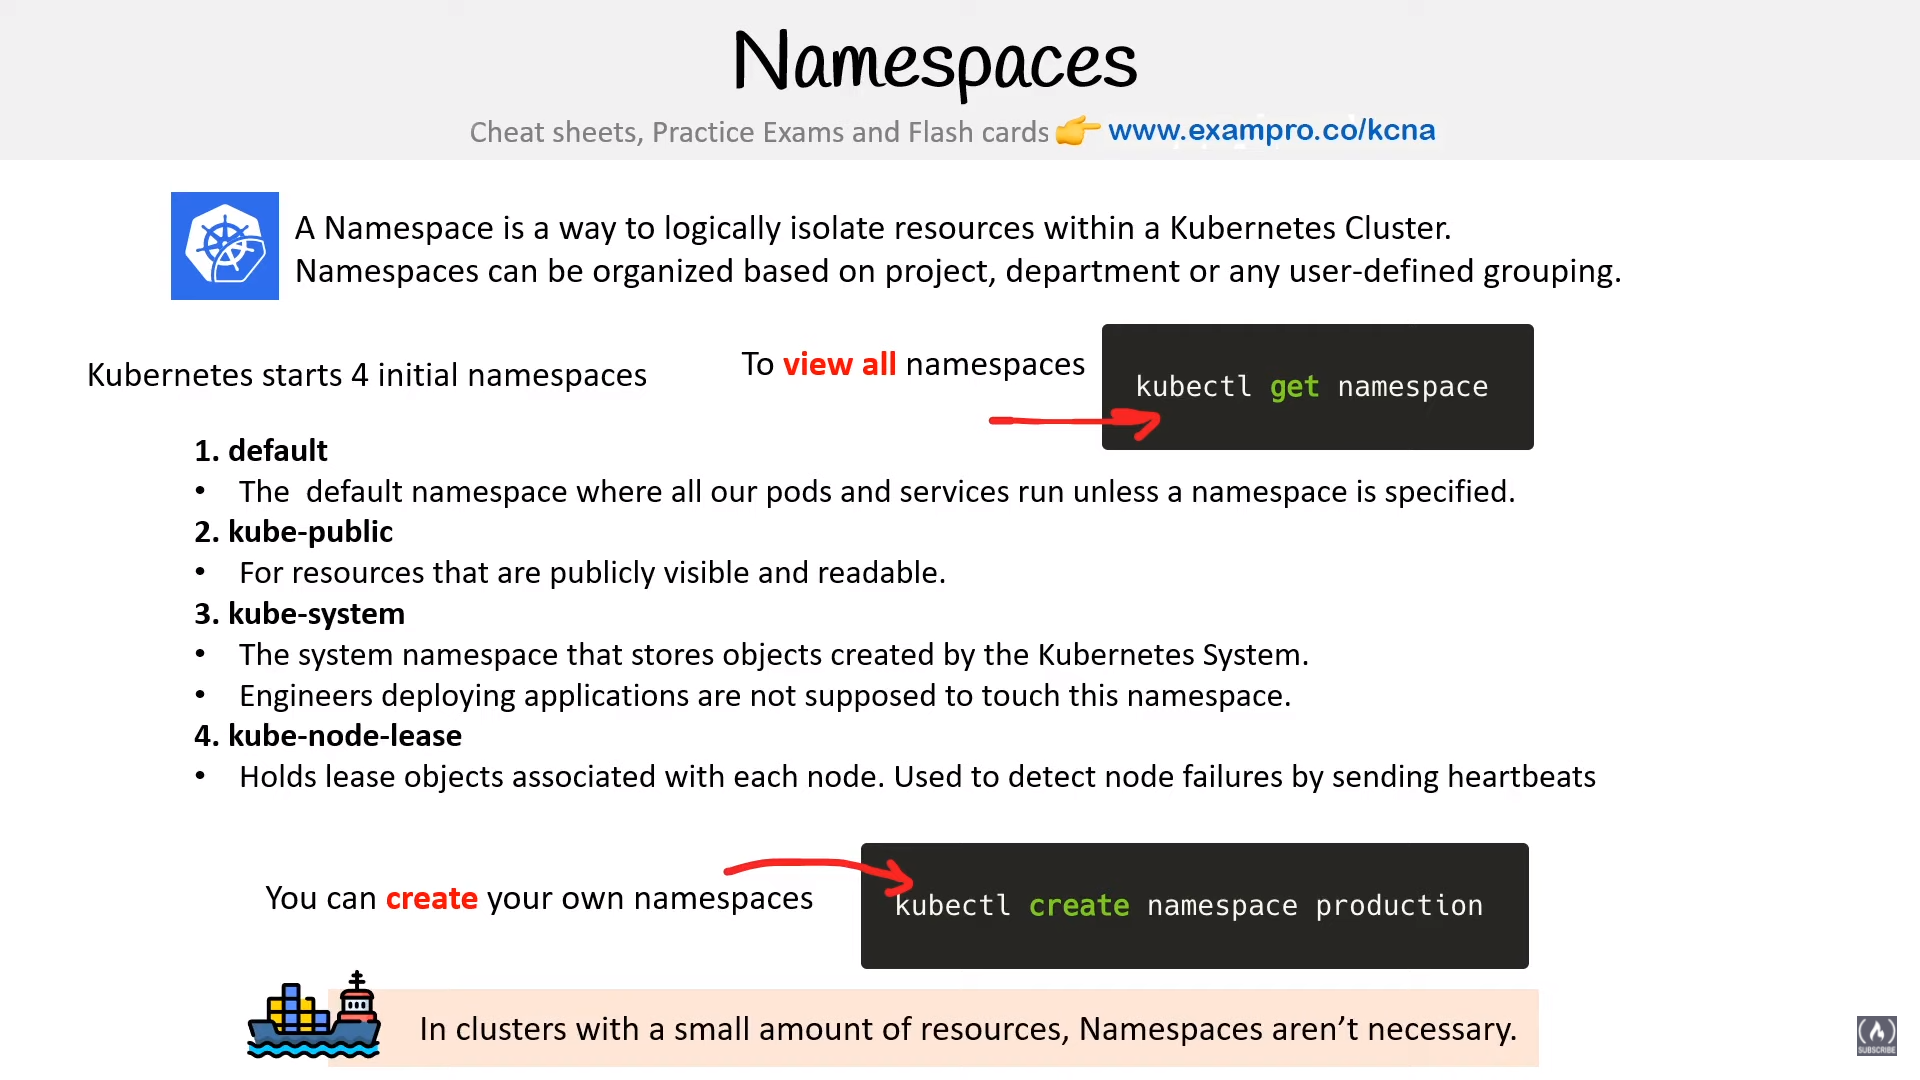 Namespaces
Cheat sheets, Practice Exams and Flash cards 👉 www.exampro.co/kcna
A Namespace is a way to logically isolate resources within a Kubernetes Cluster.
Namespaces can be organized based on project, department or any user-defined grouping.
Kubernetes starts 4 initial namespaces
To view all namespaces
kubectl get namespace
1. default
• The  default namespace where all our pods and services run unless a namespace is specified.
2. kube-public
• For resources that are publicly visible and readable.
3. kube-system
• The system namespace that stores objects created by the Kubernetes System.
• Engineers deploying applications are not supposed to touch this namespace.
4. kube-node-lease
• Holds lease objects associated with each node. Used to detect node failures by sending heartbeats
You can create your own namespaces
kubectl create namespace production
In clusters with a small amount of resources, Namespaces aren’t necessary.
SUBSCRIBE